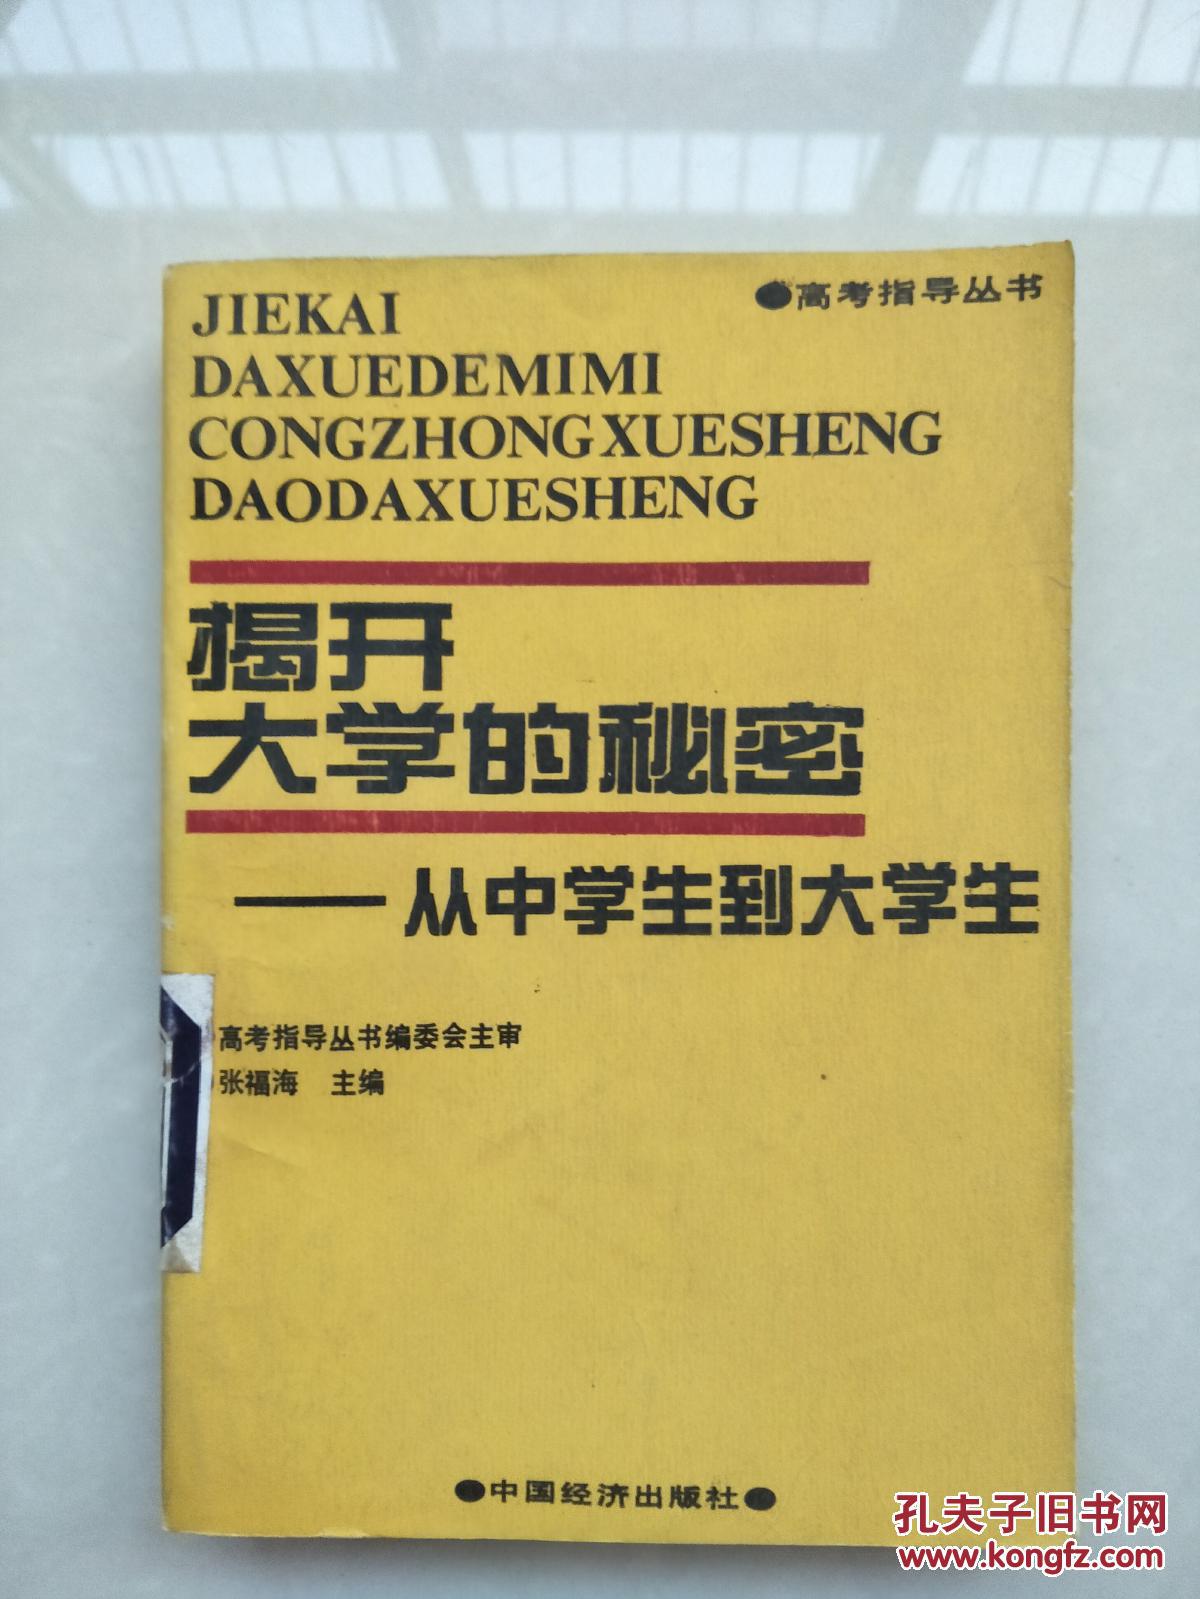 ●高考指导丛书
JIEKAI
DAXUEDEMIMI
CONGZHONGXUESHENG
DAODAXUESHENG
揭开
大学的秘密
——从中学生到大学生
高考指导丛书编委会主审
张福海 主编
●中国经济出版社●
孔夫子旧书网
www.kongfz.com